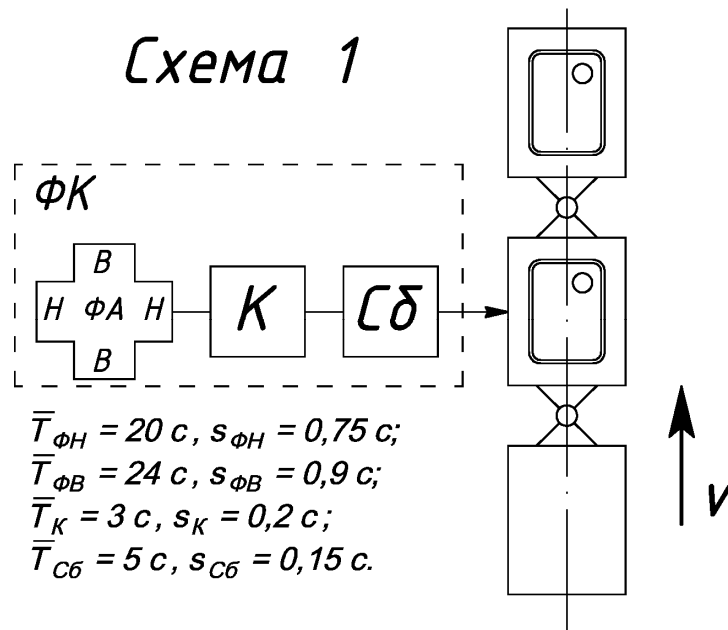 Схема 1
ФК
В
Н ФА Н
В
К
Сб
T̅ФН = 20 с, sФН = 0,75 с;
T̅ФВ = 24 с, sФВ = 0,9 с;
T̅К = 3 с, sК = 0,2 с;
T̅Сб = 5 с, sСб = 0,15 с.
v